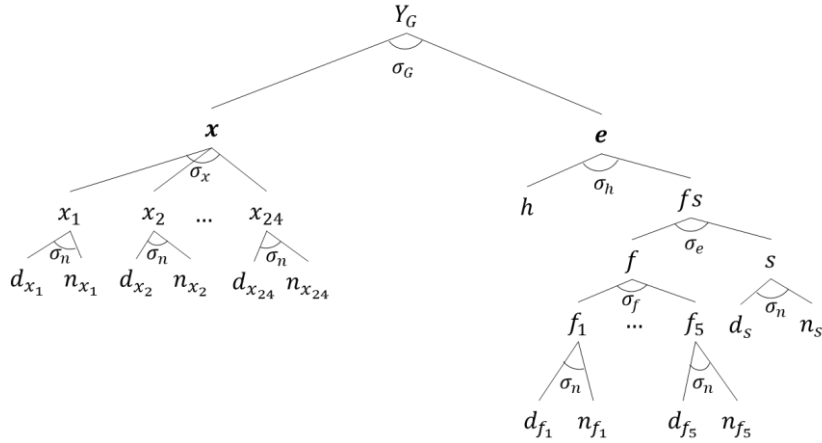 Y_G
σ_G
x e
σ_x σ_h
x_1 x_2 ... x_24 h fs
σ_n σ_n σ_n σ_e
d_{x_1} n_{x_1} d_{x_2} n_{x_2} d_{x_24} n_{x_24} f s
σ_f σ_n
f_1 ... f_5 d_s n_s
σ_n σ_n
d_{f_1} n_{f_1} d_{f_5} n_{f_5}